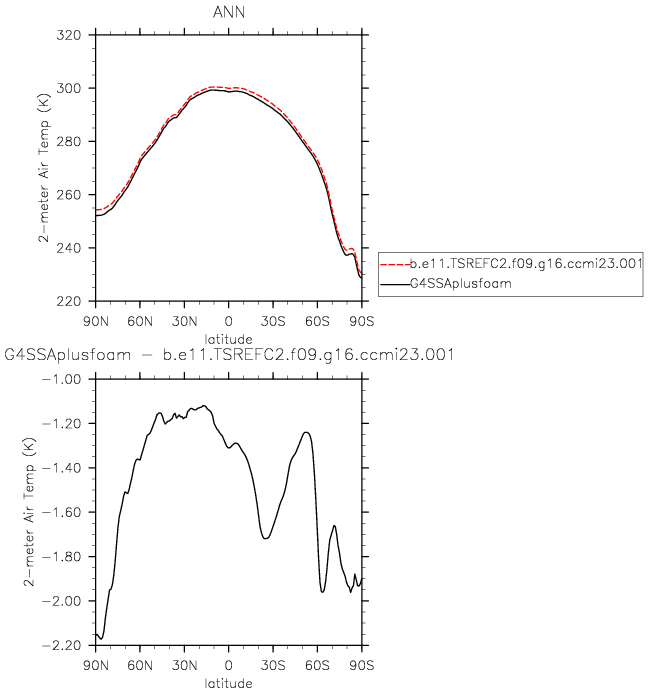 ANN
320
300
280
260
240
220
2-meter Air Temp (K)
90N 60N 30N 0 30S 60S 90S
latitude
b.e11.TSREFC2.f09.g16.ccmi23.001
G4SSAplusfoam
G4SSAplusfoam - b.e11.TSREFC2.f09.g16.ccmi23.001
-1.00
-1.20
-1.40
-1.60
-1.80
-2.00
-2.20
2-meter Air Temp (K)
90N 60N 30N 0 30S 60S 90S
latitude